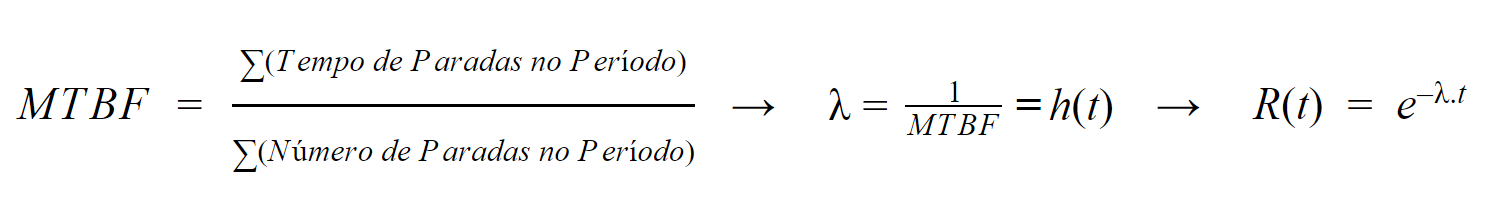 MTBF = ∑(Tempo de Paradas no Período) / ∑(Número de Paradas no Período) → λ = 1/MTBF = h(t) → R(t) = e^–λ.t